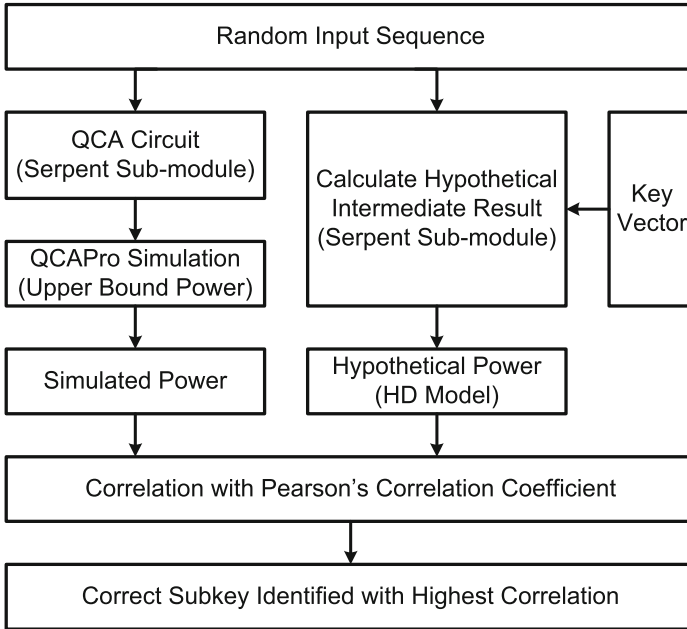 Random Input Sequence
QCA Circuit
(Serpent Sub-module)
Calculate Hypothetical
Intermediate Result
(Serpent Sub-module)
Key
Vector
QCAPro Simulation
(Upper Bound Power)
Simulated Power
Hypothetical Power
(HD Model)
Correlation with Pearson’s Correlation Coefficient
Correct Subkey Identified with Highest Correlation